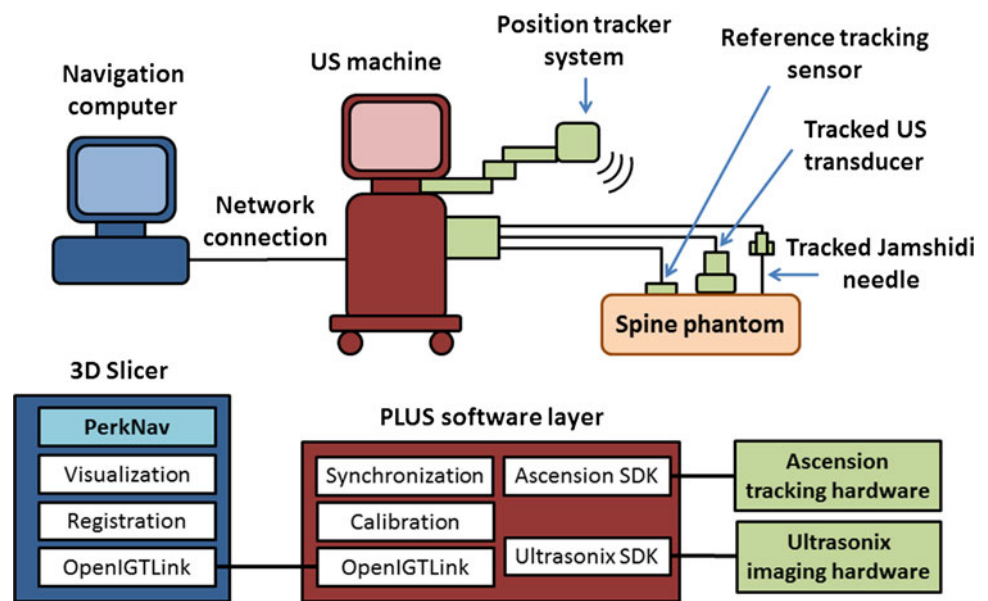 Navigation
computer
US machine
Position tracker
system
Reference tracking
sensor
Tracked US
transducer
Network
connection
Tracked Jamshidi
needle
Spine phantom
3D Slicer
PerkNav
Visualization
Registration
OpenIGTLink
PLUS software layer
Synchronization
Calibration
OpenIGTLink
Ascension SDK
Ultrasonix SDK
Ascension
tracking hardware
Ultrasonix
imaging hardware